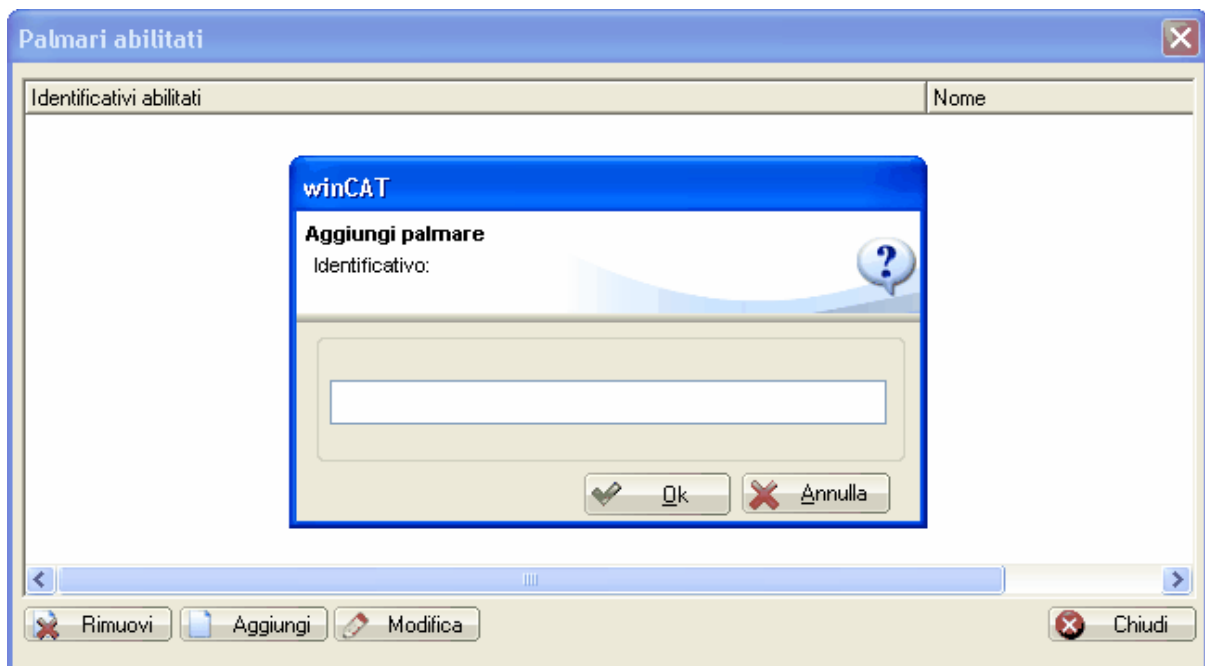 Palmari abilitati
Identificativi abilitati Nome
winCAT
Aggiungi palmare
Identificativo:
Ok Annulla
Rimuovi Aggiungi Modifica Chiudi